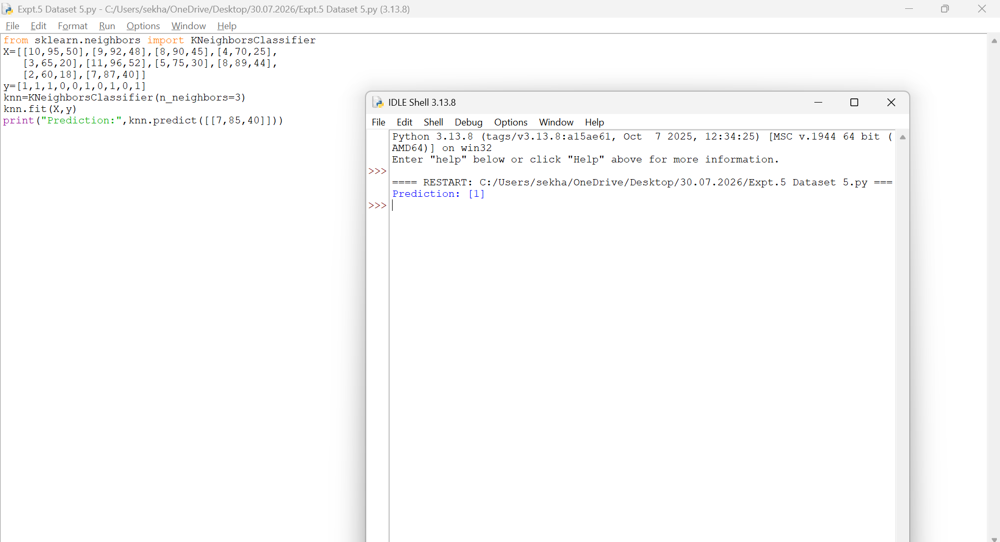 Expt.5 Dataset 5.py - C:/Users/sekha/OneDrive/Desktop/30.07.2026/Expt.5 Dataset 5.py (3.13.8)
File Edit Format Run Options Window Help
from sklearn.neighbors import KNeighborsClassifier
X=[[10,95,50],[9,92,48],[8,90,45],[4,70,25],
[3,65,20],[11,96,52],[5,75,30],[8,89,44],
[2,60,18],[7,87,40]]
y=[1,1,1,0,0,1,0,1,0,1]
knn=KNeighborsClassifier(n_neighbors=3)
knn.fit(X,y)
print("Prediction:",knn.predict([[7,85,40]]))
IDLE Shell 3.13.8
File Edit Shell Debug Options Window Help
Python 3.13.8 (tags/v3.13.8:a15ae61, Oct  7 2025, 12:34:25) [MSC v.1944 64 bit (
AMD64)] on win32
Enter "help" below or click "Help" above for more information.
>>>
==== RESTART: C:/Users/sekha/OneDrive/Desktop/30.07.2026/Expt.5 Dataset 5.py ===
Prediction: [1]
>>>